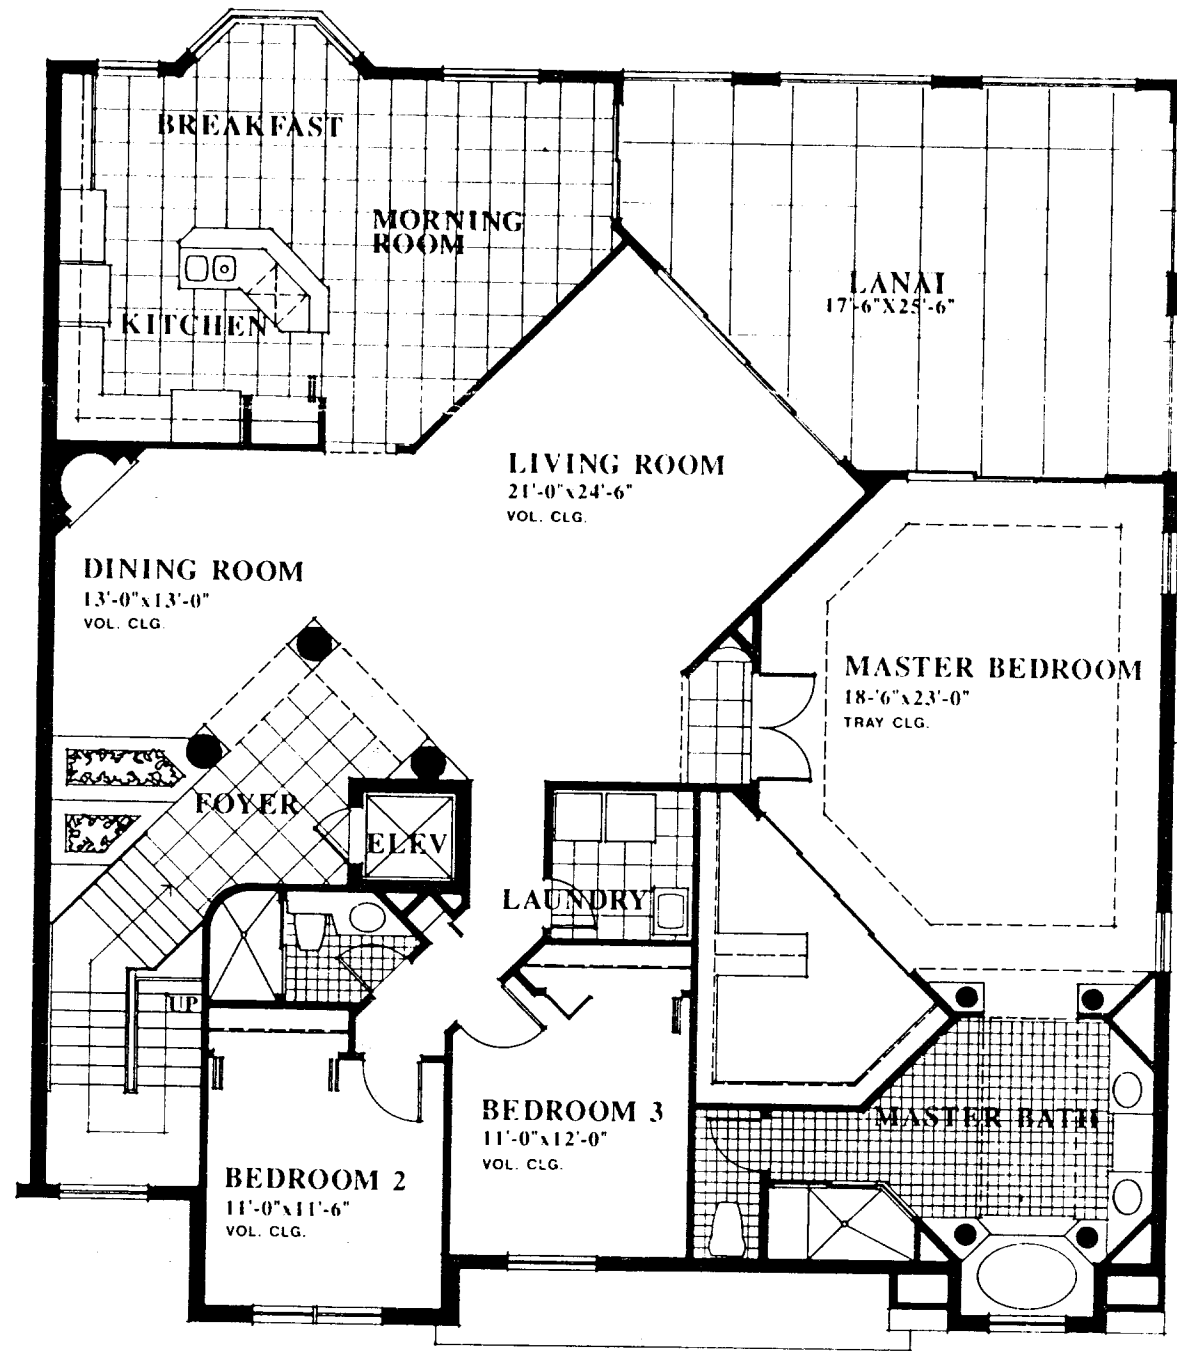 BREAKFAST
MORNING
ROOM
LANAI
17'-6"X25'-6"
KITCHEN
LIVING ROOM
21'-0"x24'-6"
VOL. CLG.
DINING ROOM
13'-0"x13'-0"
VOL. CLG.
MASTER BEDROOM
18-'6"x23'-0"
TRAY CLG.
FOYER
ELEV
LAUNDRY
UP
BEDROOM 3
11'-0"x12'-0"
VOL. CLG.
MASTER BATH
BEDROOM 2
11'-0"x11'-6"
VOL. CLG.